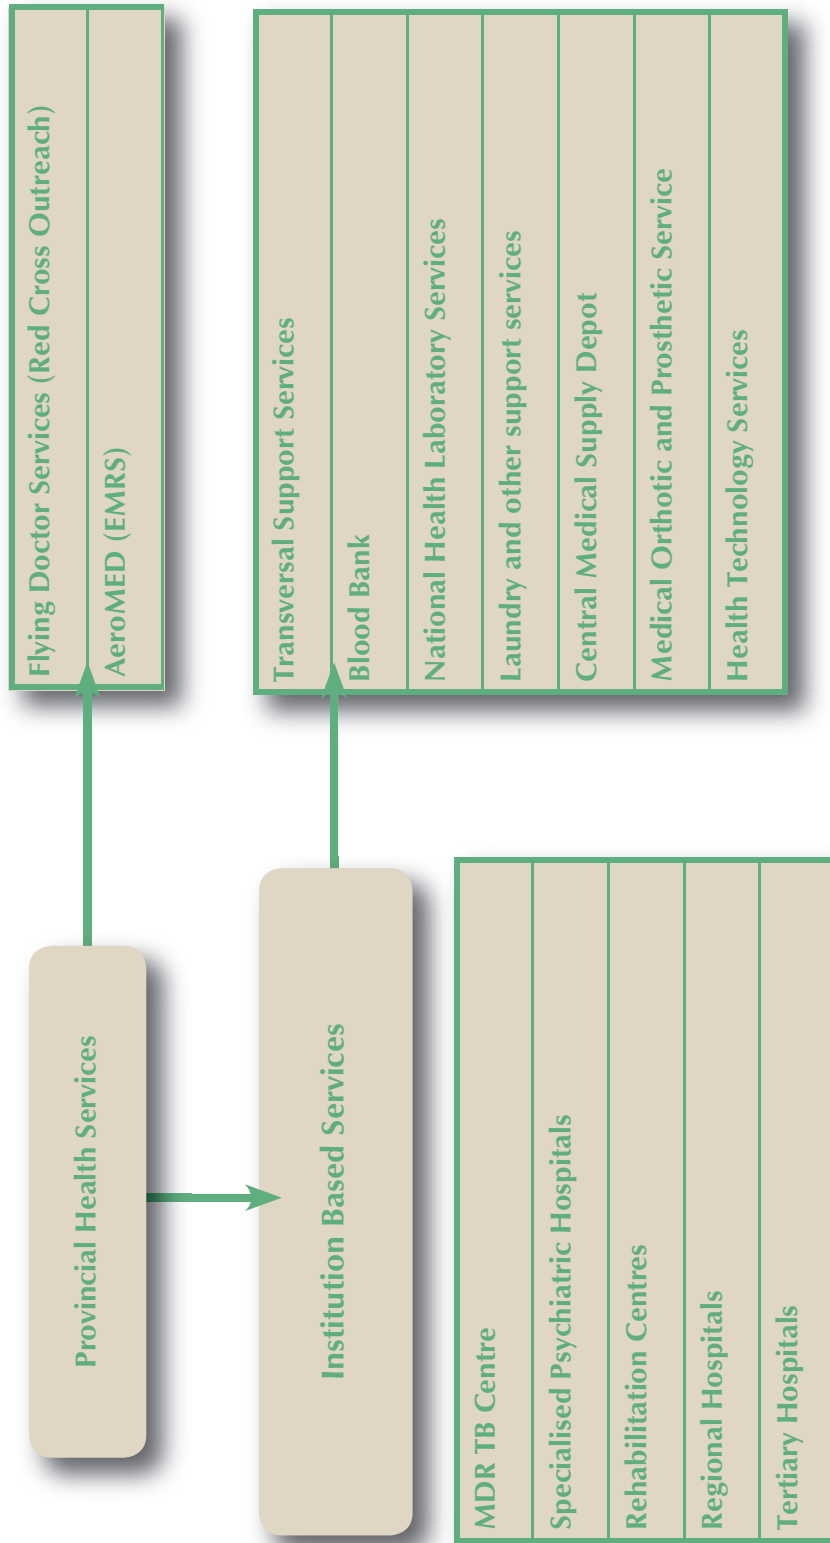 Provincial Health Services
Flying Doctor Services (Red Cross Outreach)
AeroMED (EMRS)
Institution Based Services
Transversal Support Services
Blood Bank
National Health Laboratory Services
Laundry and other support services
Central Medical Supply Depot
Medical Orthotic and Prosthetic Service
Health Technology Services
MDR TB Centre
Specialised Psychiatric Hospitals
Rehabilitation Centres
Regional Hospitals
Tertiary Hospitals